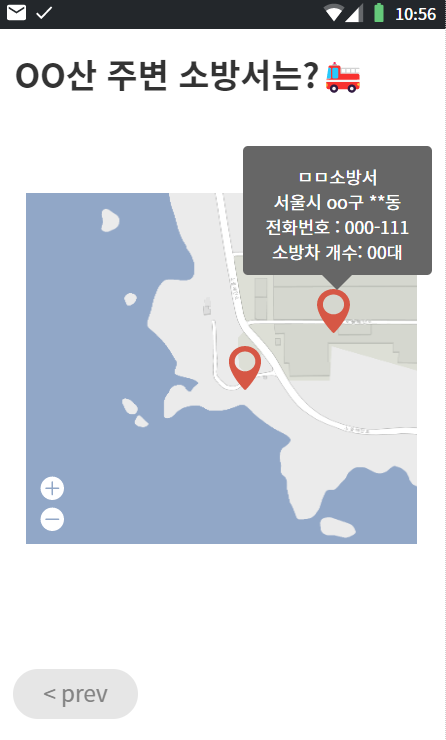 10:56
OO산 주변 소방서는?
ㅁㅁ소방서
서울시 oo구 **동
전화번호 : 000-111
소방차 개수: 00대
< prev